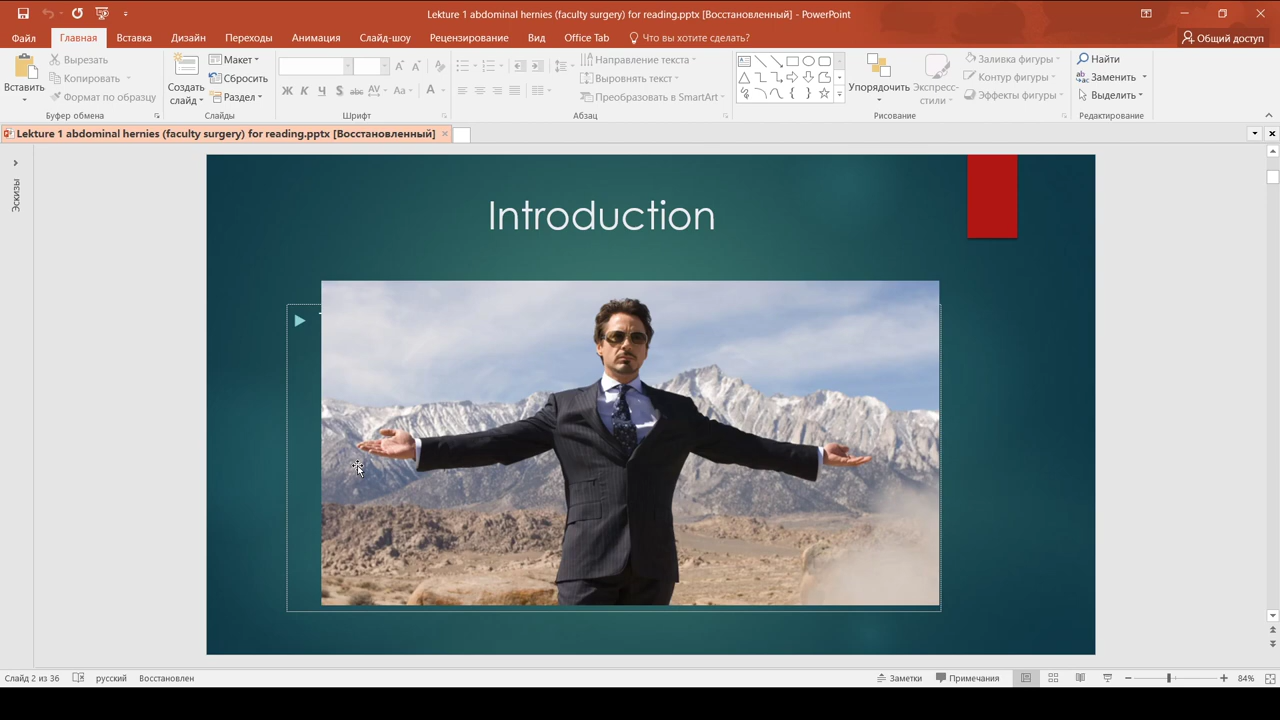 Lekture 1 abdominal hernies (faculty surgery) for reading.pptx [Восстановленный] - PowerPoint
Файл Главная Вставка Дизайн Переходы Анимация Слайд-шоу Рецензирование Вид Office Tab Что вы хотите сделать? Общий доступ
Вставить
Вырезать
Копировать
Формат по образцу
Буфер обмена
Создать слайд
Макет
Сбросить
Раздел
Слайды
Ж К Ч S abc AV Aa A
Шрифт
Направление текста
Выровнять текст
Преобразовать в SmartArt
Абзац
Упорядочить
Экспресс-стили
Заливка фигуры
Контур фигуры
Эффекты фигуры
Рисование
Найти
Заменить
Выделить
Редактирование
Lekture 1 abdominal hernies (faculty surgery) for reading.pptx [Восстановленный]
Эскизы
Introduction
Слайд 2 из 36 русский Восстановлен Заметки Примечания 84%